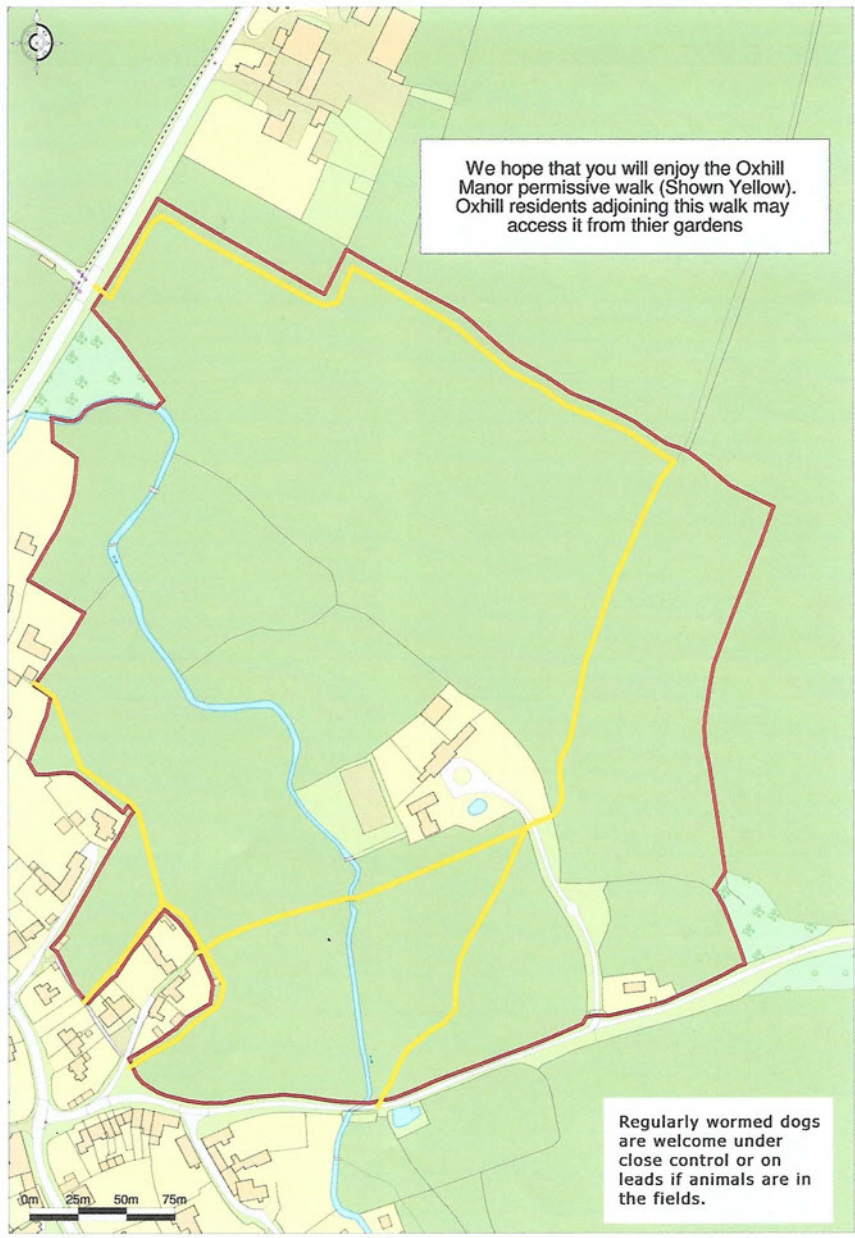 We hope that you will enjoy the Oxhill
Manor permissive walk (Shown Yellow).
Oxhill residents adjoining this walk may
access it from thier gardens
Regularly wormed dogs
are welcome under
close control or on
leads if animals are in
the fields.
0m 25m 50m 75m